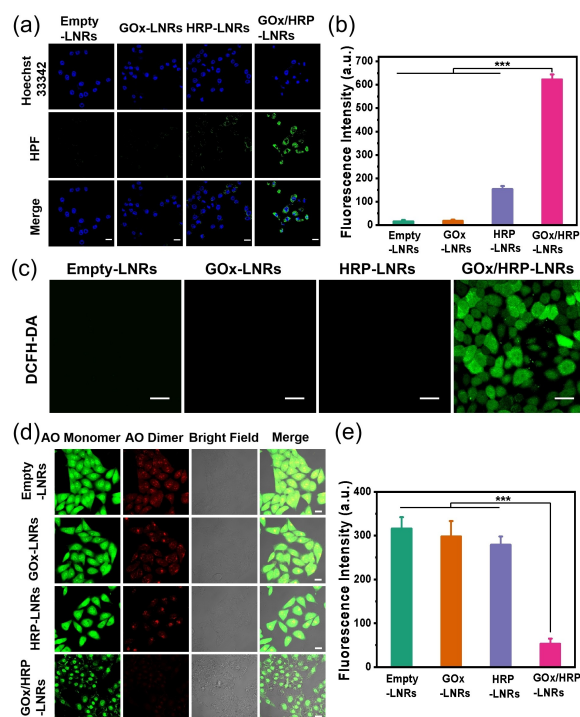 (a)
Empty
-LNRs
GOx-LNRs
HRP-LNRs
GOx/HRP
-LNRs
Hoechst
33342
HPF
Merge
(b)
Fluorescence Intensity (a.u.)
700
600
500
400
300
200
100
0
***
Empty
-LNRs
GOx
-LNRs
HRP
-LNRs
GOx/HRP
-LNRs
(c)
Empty-LNRs
GOx-LNRs
HRP-LNRs
GOx/HRP-LNRs
DCFH-DA
(d)
AO Monomer
AO Dimer
Bright Field
Merge
Empty
-LNRs
GOx-LNRs
HRP-LNRs
GOx/HRP
-LNRs
(e)
Fluorescence Intensity (a.u.)
400
300
200
100
0
***
Empty
-LNRs
GOx
-LNRs
HRP
-LNRs
GOx/HRP
-LNRs